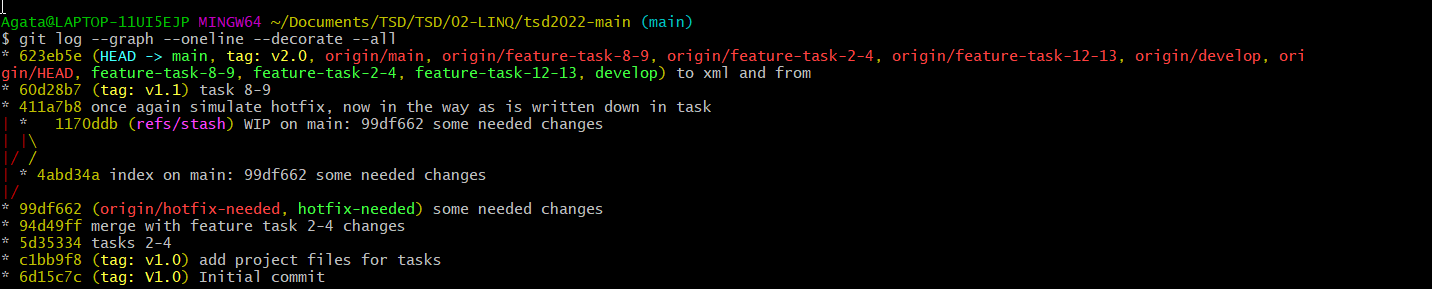 Agata@LAPTOP-11UI5EJP MINGW64 ~/Documents/TSD/TSD/02-LINQ/tsd2022-main (main)
$ git log --graph --oneline --decorate --all
* 623eb5e (HEAD -> main, tag: v2.0, origin/main, origin/feature-task-8-9, origin/feature-task-2-4, origin/feature-task-12-13, origin/develop, ori
gin/HEAD, feature-task-8-9, feature-task-2-4, feature-task-12-13, develop) to xml and from
* 60d28b7 (tag: v1.1) task 8-9
* 411a7b8 once again simulate hotfix, now in the way as is written down in task
| *   1170ddb (refs/stash) WIP on main: 99df662 some needed changes
| |\
|/ /
| * 4abd34a index on main: 99df662 some needed changes
|/
* 99df662 (origin/hotfix-needed, hotfix-needed) some needed changes
* 94d49ff merge with feature task 2-4 changes
* 5d35334 tasks 2-4
* c1bb9f8 (tag: v1.0) add project files for tasks
* 6d15c7c (tag: V1.0) Initial commit